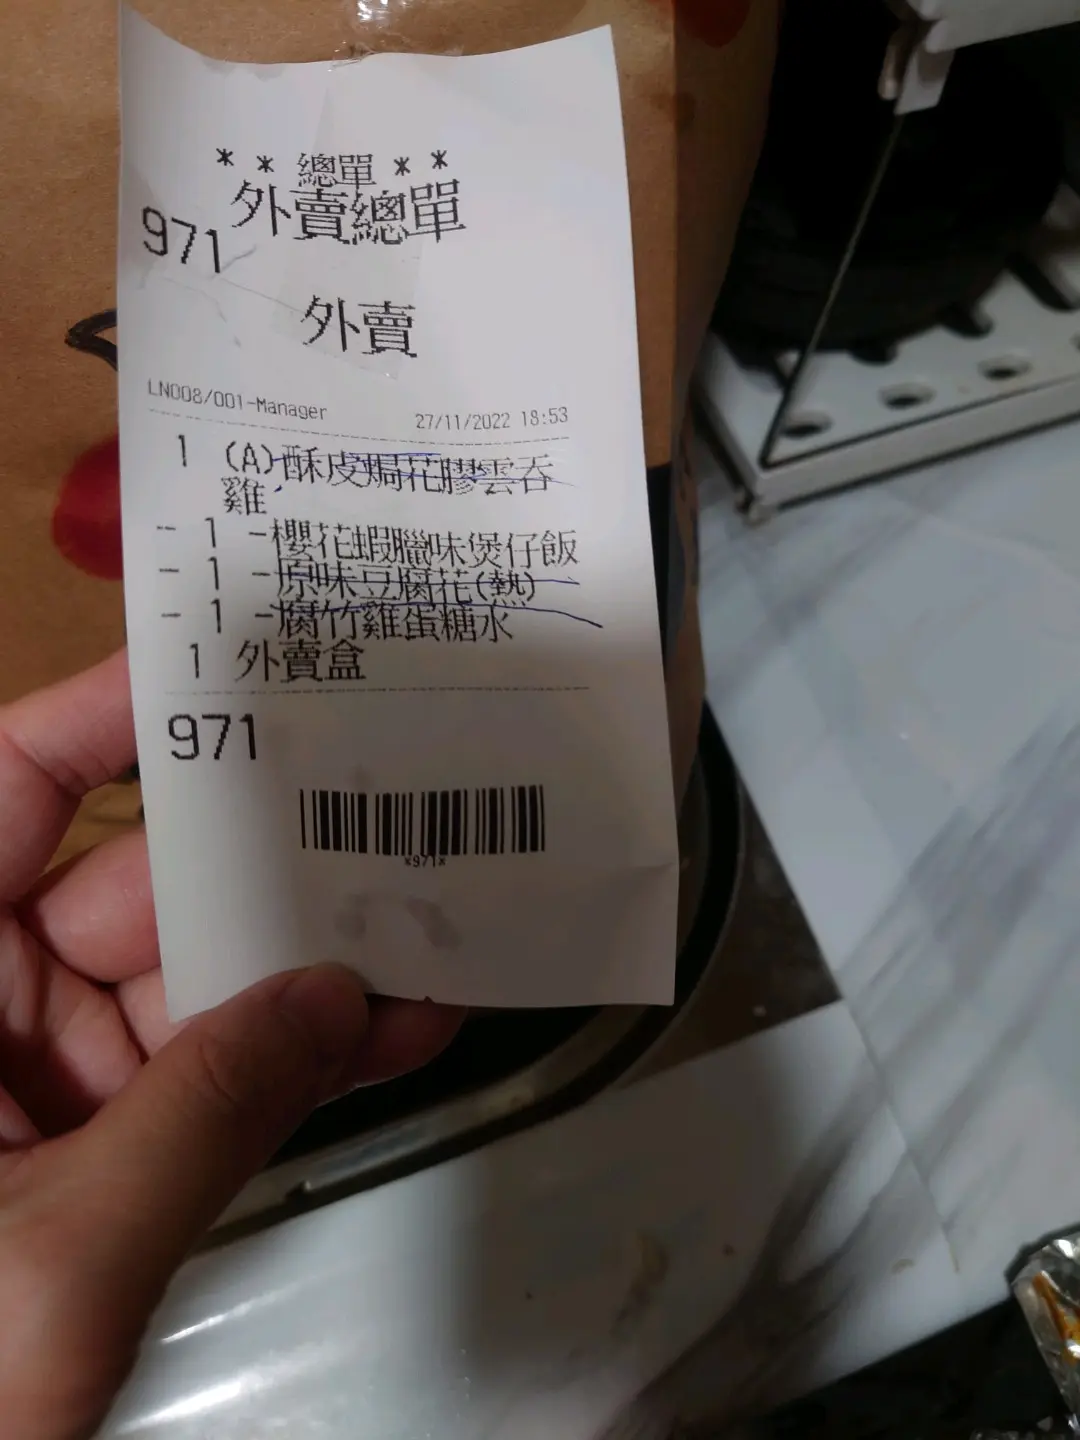 * * 總單 * *
外賣總單
971
外賣
LN008/001-Manager 27/11/2022 18:53
1 (A)酥皮焗花膠雲吞
雞
-- 1 -櫻花蝦臘味煲仔飯
-- 1 -原味豆腐花(熱)
-- 1 -腐竹雞蛋糖水
1 外賣盒
971
*971*